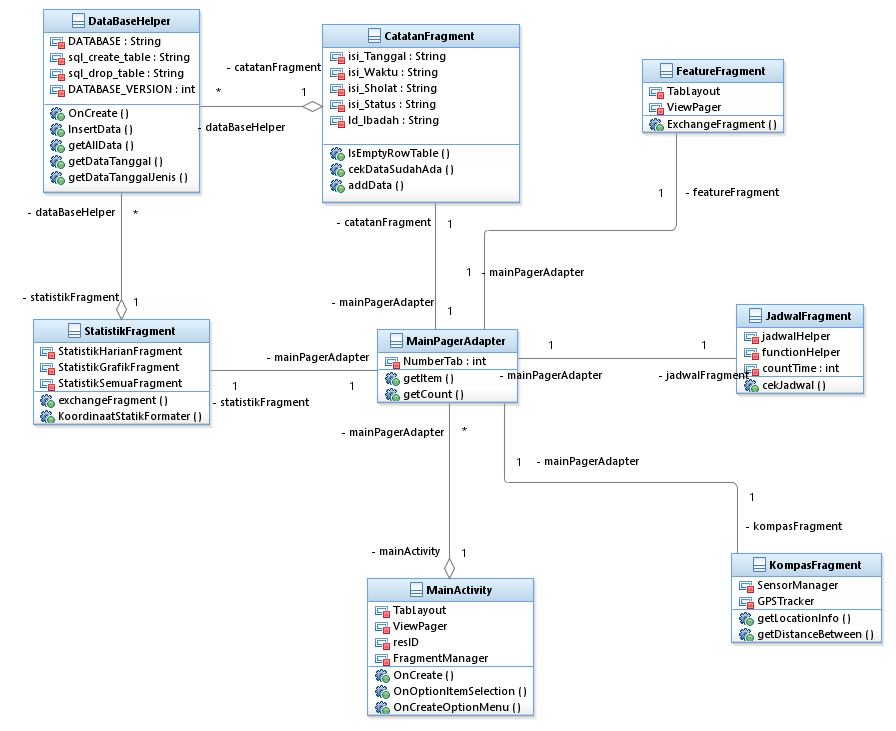 DataBaseHelper
DATABASE : String
sql_create_table : String
sql_drop_table : String
DATABASE_VERSION : int
OnCreate ()
InsertData ()
getAllData ()
getDataTanggal ()
getDataTanggalJenis ()
- catatanFragment
* 1
- dataBaseHelper
CatatanFragment
isi_Tanggal : String
isi_Waktu : String
isi_Sholat : String
isi_Status : String
Id_Ibadah : String
IsEmptyRowTable ()
cekDataSudahAda ()
addData ()
FeatureFragment
TabLayout
ViewPager
ExchangeFragment ()
1 - featureFragment
- dataBaseHelper *
- catatanFragment 1
1 - mainPagerAdapter
- statistikFragment 1
- mainPagerAdapter 1
StatistikFragment
StatistikHarianFragment
StatistikGrafikFragment
StatistikSemuaFragment
exchangeFragment ()
KoordinaatStatikFormater ()
- mainPagerAdapter
1 1
- statistikFragment
MainPagerAdapter
NumberTab : int
getItem ()
getCount ()
1 1
- mainPagerAdapter - jadwalFragment
JadwalFragment
jadwalHelper
functionHelper
countTime : int
cekJadwal ()
- mainPagerAdapter *
1 - mainPagerAdapter
1
- kompasFragment
- mainActivity 1
MainActivity
TabLayout
ViewPager
resID
FragmentManager
OnCreate ()
OnOptionItemSelection ()
OnCreateOptionMenu ()
KompasFragment
SensorManager
GPSTracker
getLocationInfo ()
getDistanceBetween ()